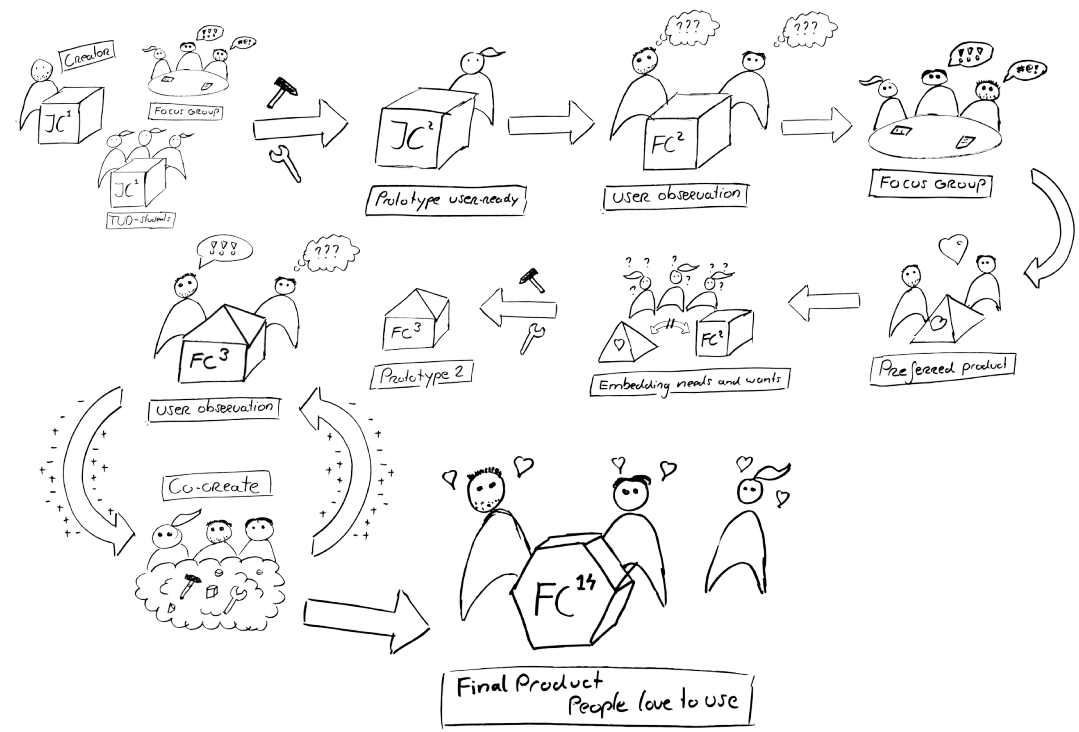 Creator
!!!
#@!
JC¹
FOCUS GROUP
JC¹
TUD-students
JC²
Prototype user-ready
???
???
FC²
User observation
!!!
#@!
FOCUS GROUP
Preferred product
? ? ? ? ? ? ?
FC²
Embedding needs and wants
FC³
Prototype 2
!!!
???
FC³
User observation
Co-create
FC¹⁴
Final Product
People love to use